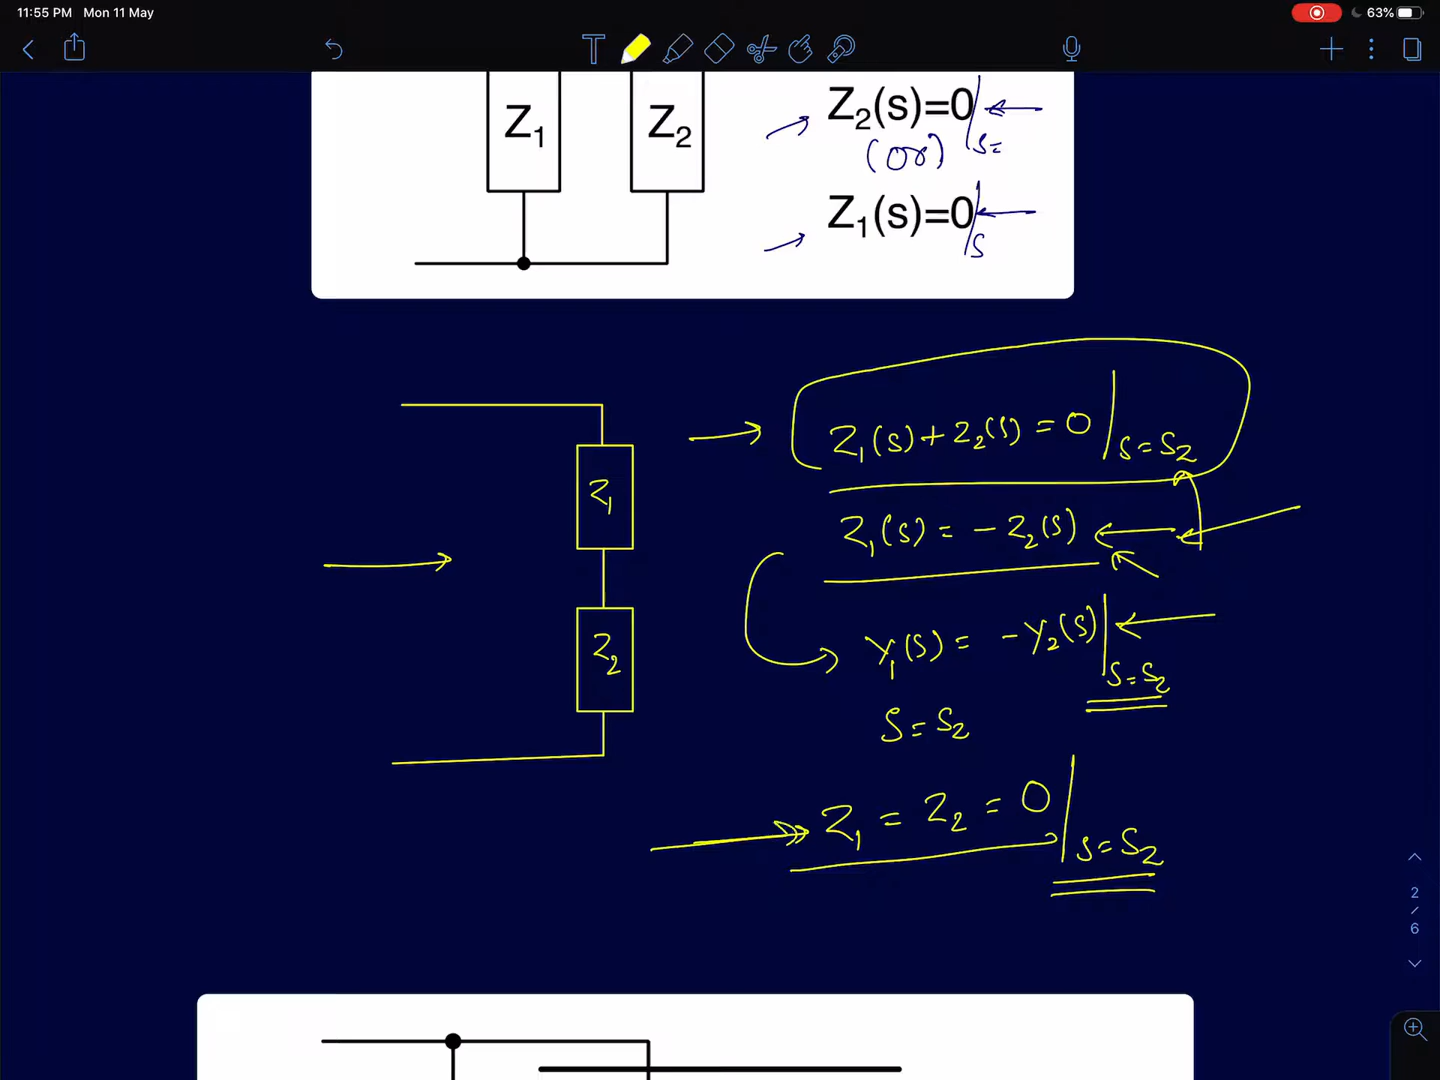 11:55 PM Mon 11 May
63%
T
Z₁
Z₂
Z₂(s)=0|s=
(or)
Z₁(s)=0|s
Z₁
Z₂
Z₁(s)+Z₂(s) = 0 |s=s₂
Z₁(s) = - Z₂(s)
Y₁(s) = - Y₂(s)|s=s₂
s = s₂
Z₁ = Z₂ = 0 |s=s₂
2
/
6